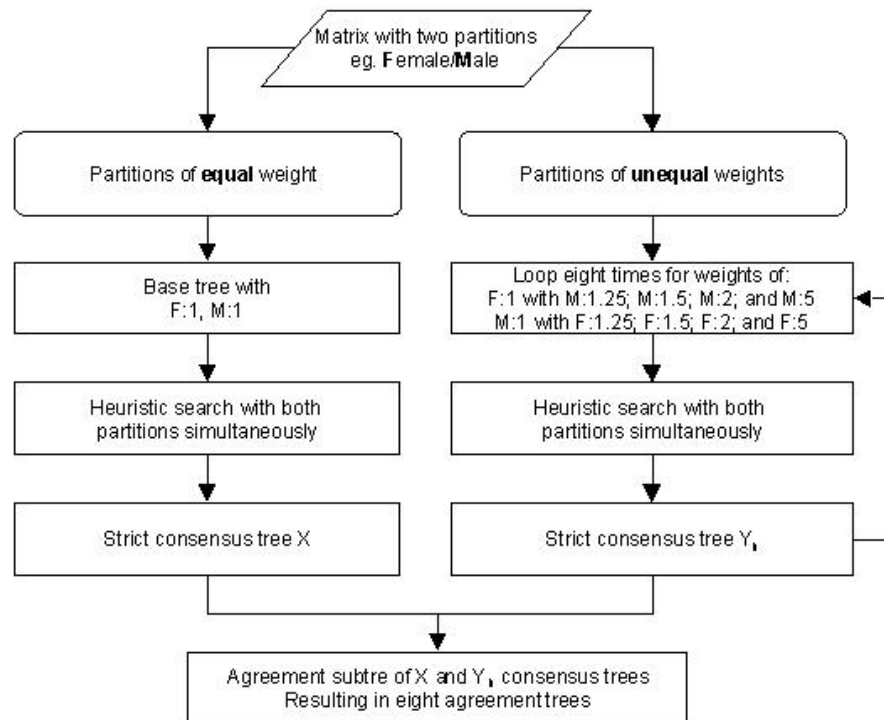 Matrix with two partitions
eg. Female/Male
Partitions of equal weight
Partitions of unequal weights
Base tree with
F:1, M:1
Loop eight times for weights of:
F:1 with M:1.25; M:1.5; M:2; and M:5
M:1 with F:1.25; F:1.5; F:2; and F:5
Heuristic search with both
partitions simultaneously
Heuristic search with both
partitions simultaneously
Strict consensus tree X
Strict consensus tree Y
Agreement subtre of X and Y consensus trees
Resulting in eight agreement trees